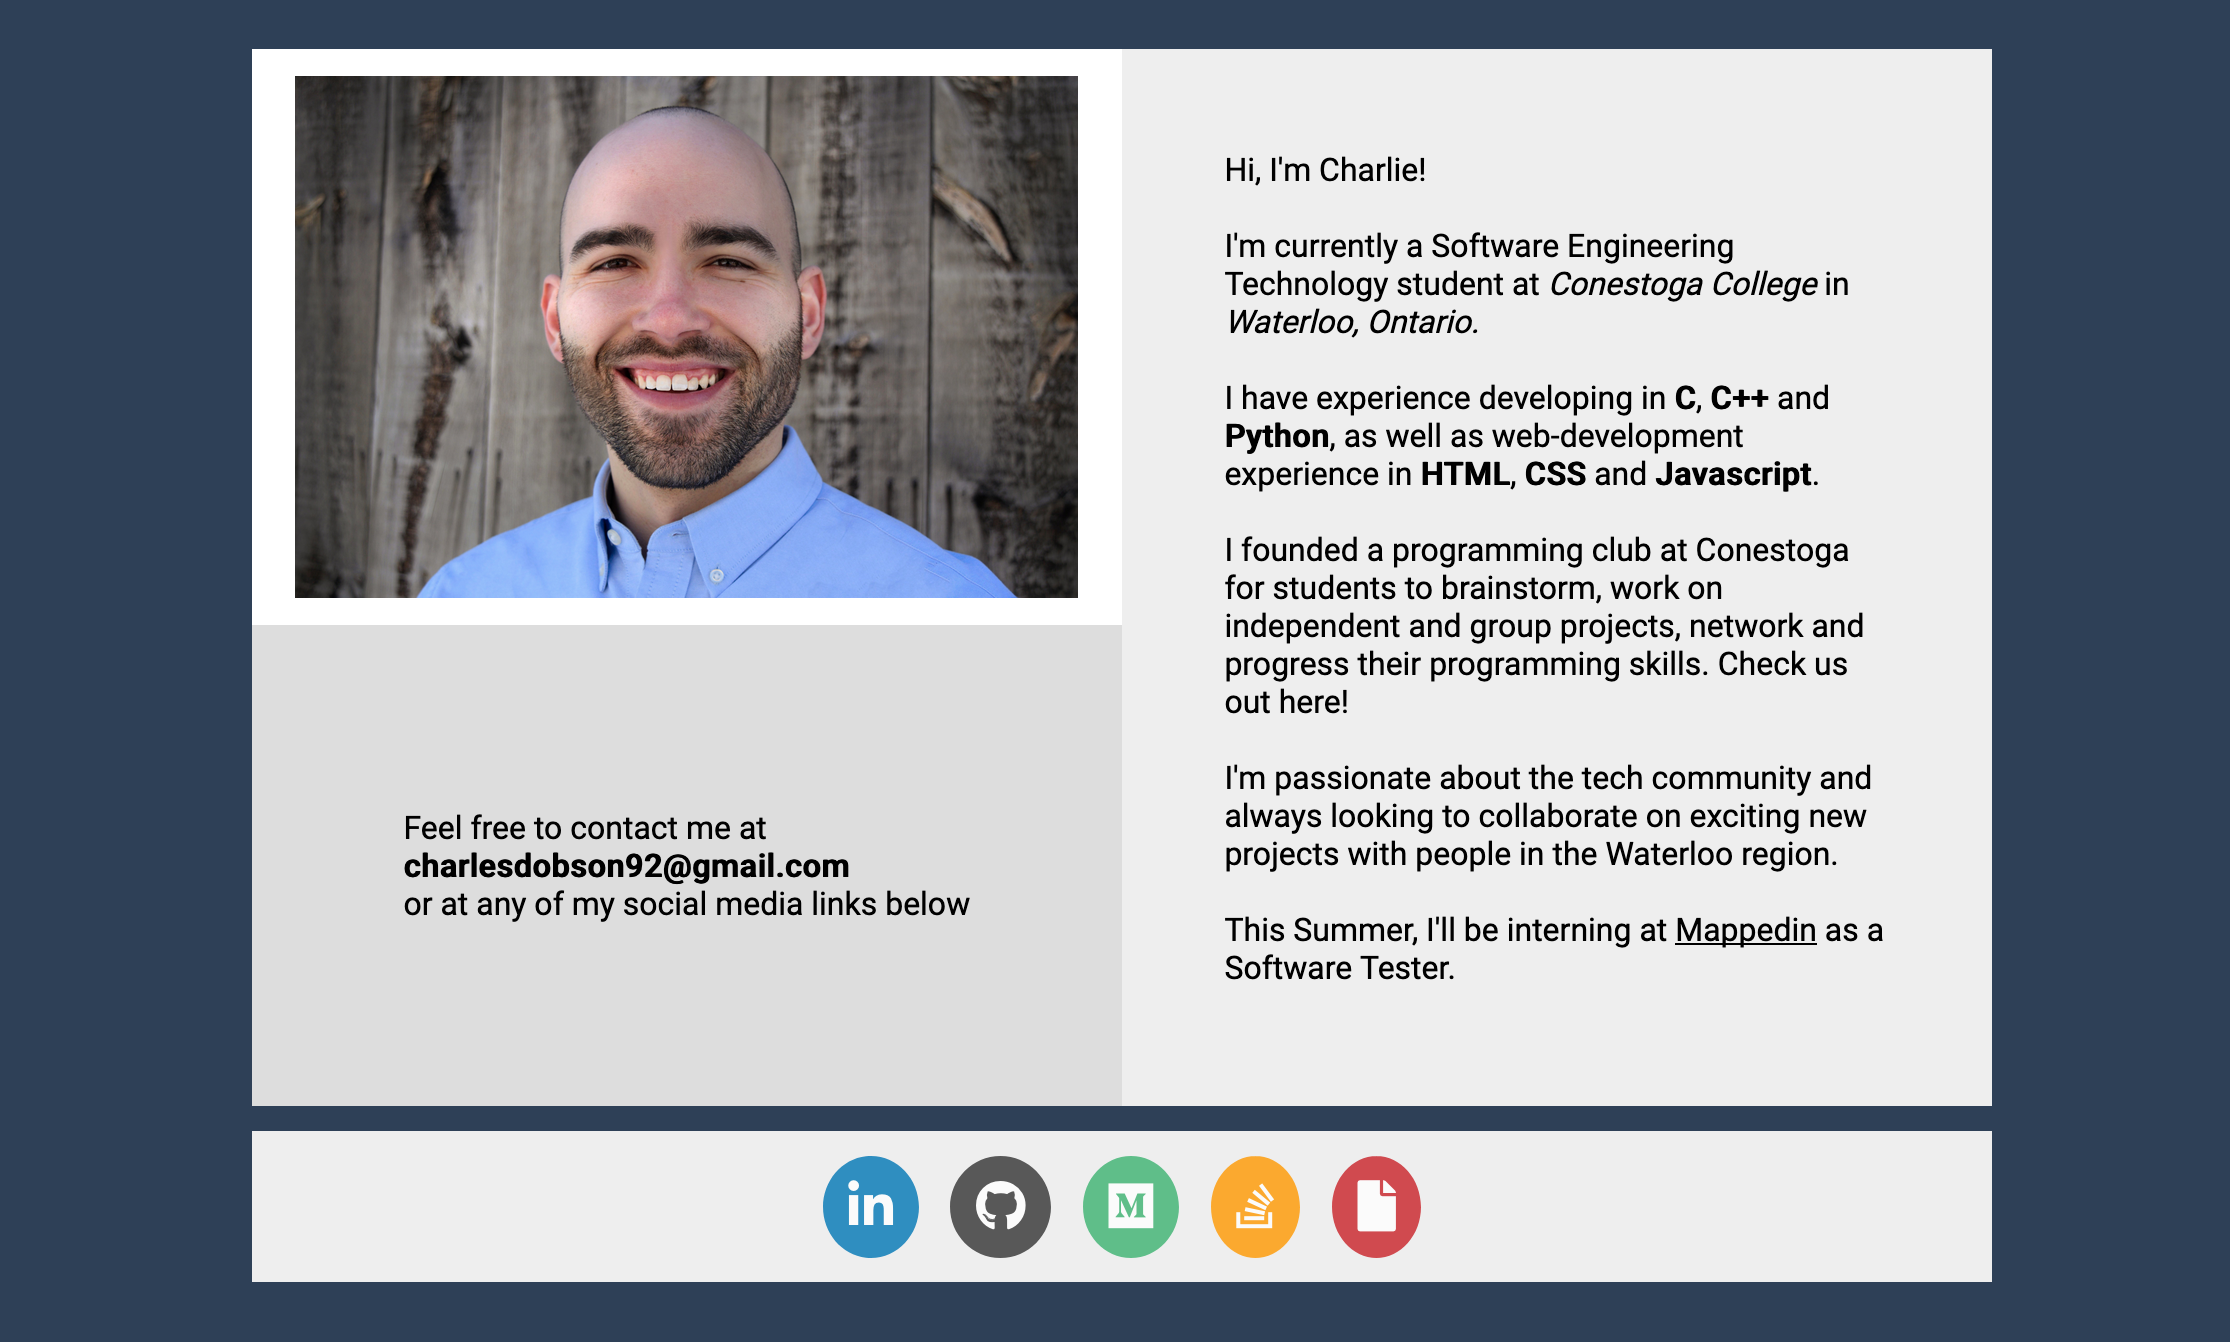 Hi, I'm Charlie!
I'm currently a Software Engineering
Technology student at Conestoga College in
Waterloo, Ontario.
I have experience developing in C, C++ and
Python, as well as web-development
experience in HTML, CSS and Javascript.
I founded a programming club at Conestoga
for students to brainstorm, work on
independent and group projects, network and
progress their programming skills. Check us
out here!
I'm passionate about the tech community and
always looking to collaborate on exciting new
projects with people in the Waterloo region.
This Summer, I'll be interning at Mappedin as a
Software Tester.
Feel free to contact me at
charlesdobson92@gmail.com
or at any of my social media links below
in
M